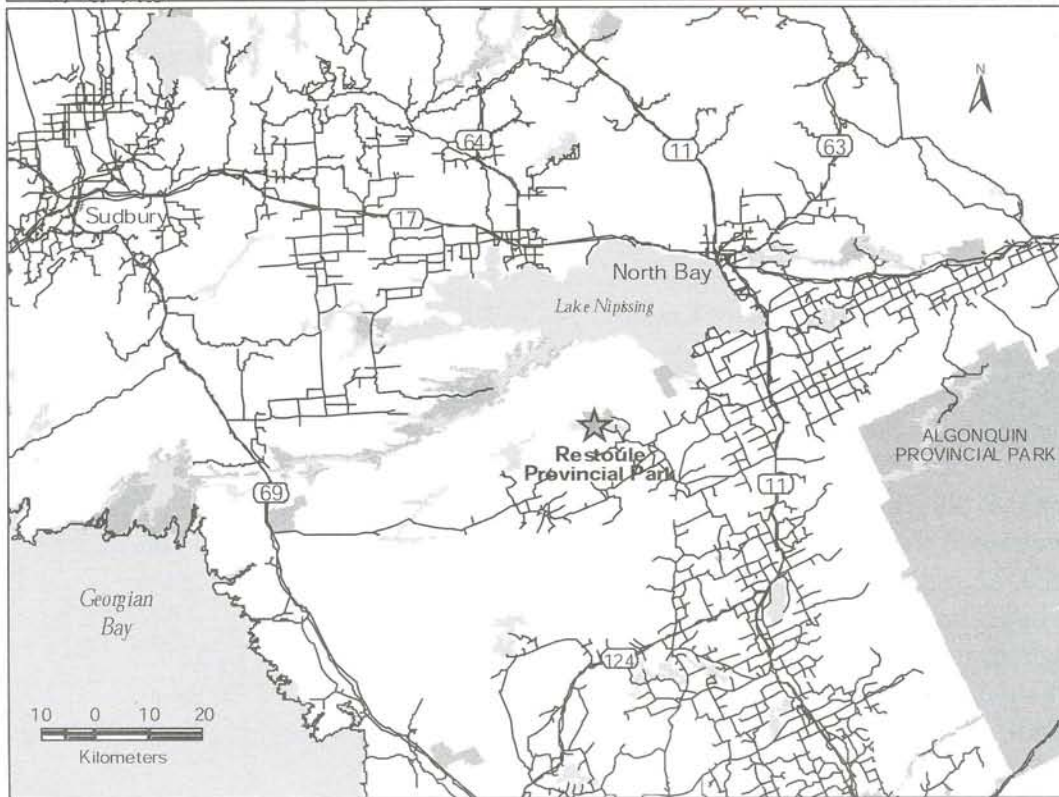 N
64
11
63
Sudbury
17
North Bay
Lake Nipissing
ALGONQUIN
PROVINCIAL PARK
Restoule
Provincial Park
69
11
Georgian
Bay
124
10 0 10 20
Kilometers